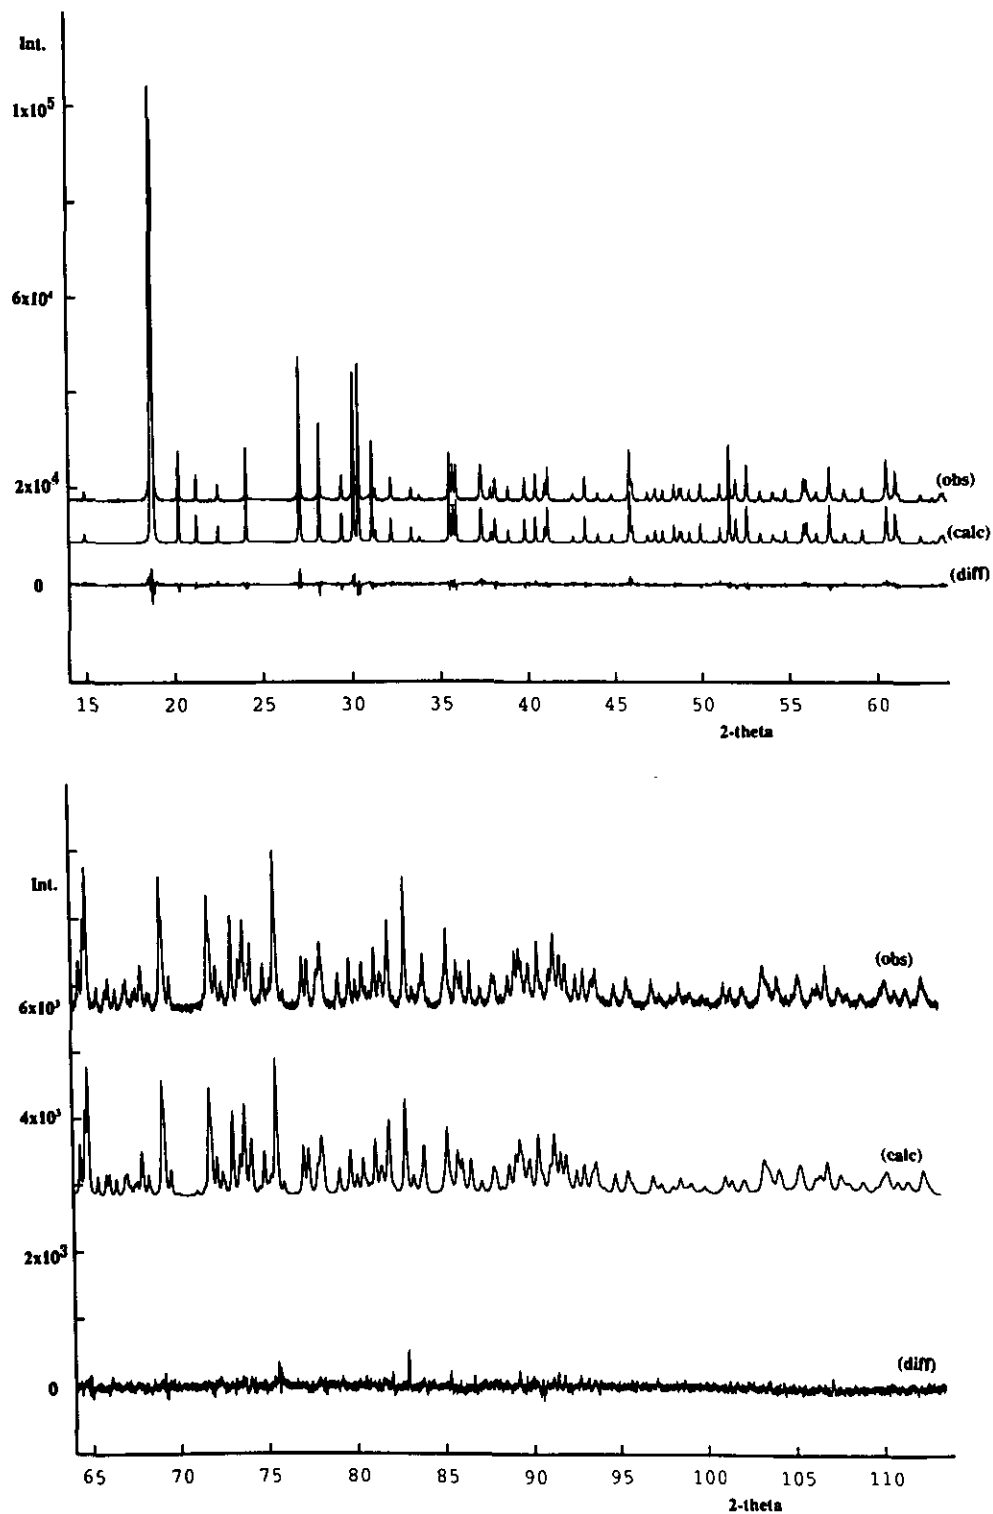 Int.
1x10⁵
6x10⁴
2x10⁴
(obs)
(calc)
0
(diff)
15 20 25 30 35 40 45 50 55 60
2-theta
Int.
(obs)
6x10³
4x10³
(calc)
2x10³
(diff)
0
65 70 75 80 85 90 95 100 105 110
2-theta